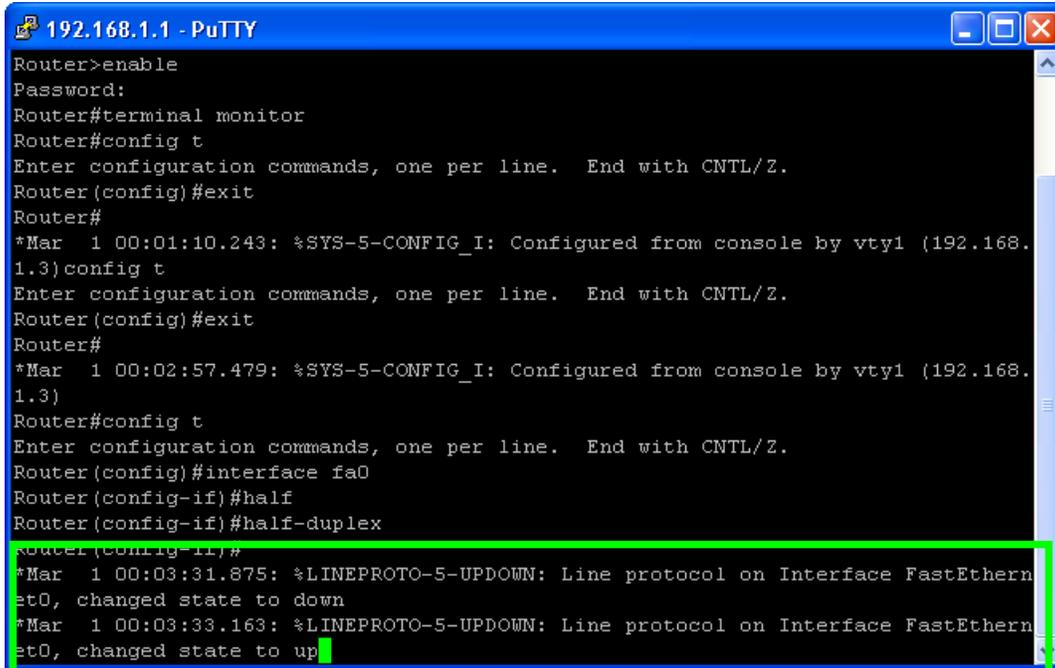 192.168.1.1 - PuTTY
Router>enable
Password:
Router#terminal monitor
Router#config t
Enter configuration commands, one per line.  End with CNTL/Z.
Router(config)#exit
Router#
*Mar  1 00:01:10.243: %SYS-5-CONFIG_I: Configured from console by vty1 (192.168.
1.3)config t
Enter configuration commands, one per line.  End with CNTL/Z.
Router(config)#exit
Router#
*Mar  1 00:02:57.479: %SYS-5-CONFIG_I: Configured from console by vty1 (192.168.
1.3)
Router#config t
Enter configuration commands, one per line.  End with CNTL/Z.
Router(config)#interface fa0
Router(config-if)#half
Router(config-if)#half-duplex
Router(config-if)#
*Mar  1 00:03:31.875: %LINEPROTO-5-UPDOWN: Line protocol on Interface FastEthern
et0, changed state to down
*Mar  1 00:03:33.163: %LINEPROTO-5-UPDOWN: Line protocol on Interface FastEthern
et0, changed state to up